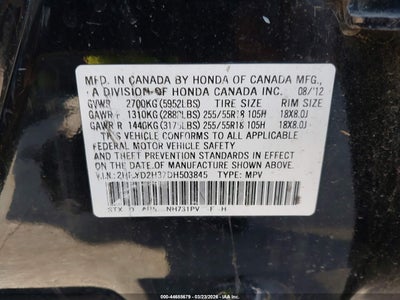 MFD. IN CANADA BY HONDA OF CANADA MFG.,
A DIVISION OF HONDA CANADA INC. 08/'12
GVWR 2700KG(5952LBS) TIRE SIZE RIM SIZE
GAWR F 1310KG(2888LBS) 255/55R18 105H 18X8.0J
GAWR R 1440KG(3175LBS) 255/55R18 105H 18X8.0J
THIS VEHICLE CONFORMS TO ALL APPLICABLE
FEDERAL MOTOR VEHICLE SAFETY
AND THEFT PREVENTION STANDARDS IN EFFECT
ON THE DATE OF MANUFACTURE SHOWN
ABOVE.
V.I.N.: TYPE: MPV
STX NH731PV
000-44655679 | 03/23/2026 | IAA, Inc